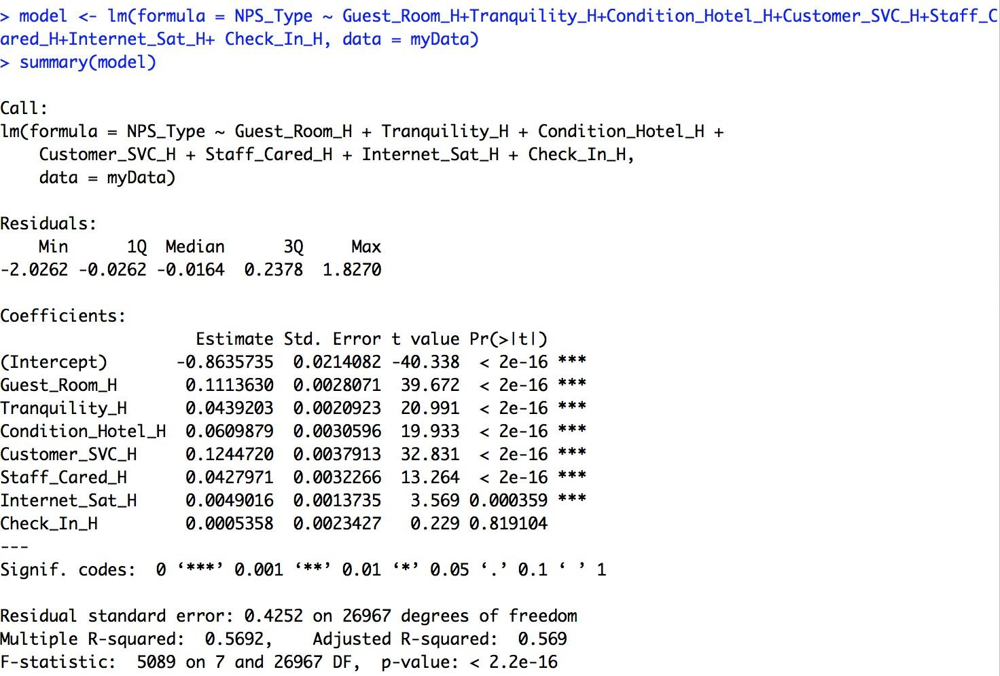 > model <- lm(formula = NPS_Type ~ Guest_Room_H+Tranquility_H+Condition_Hotel_H+Customer_SVC_H+Staff_C
ared_H+Internet_Sat_H+ Check_In_H, data = myData)
> summary(model)
Call:
lm(formula = NPS_Type ~ Guest_Room_H + Tranquility_H + Condition_Hotel_H +
    Customer_SVC_H + Staff_Cared_H + Internet_Sat_H + Check_In_H,
    data = myData)
Residuals:
    Min      1Q  Median      3Q     Max
-2.0262 -0.0262 -0.0164  0.2378  1.8270
Coefficients:
                    Estimate Std. Error t value Pr(>|t|)
(Intercept)       -0.8635735  0.0214082 -40.338  < 2e-16 ***
Guest_Room_H       0.1113630  0.0028071  39.672  < 2e-16 ***
Tranquility_H      0.0439203  0.0020923  20.991  < 2e-16 ***
Condition_Hotel_H  0.0609879  0.0030596  19.933  < 2e-16 ***
Customer_SVC_H     0.1244720  0.0037913  32.831  < 2e-16 ***
Staff_Cared_H      0.0427971  0.0032266  13.264  < 2e-16 ***
Internet_Sat_H     0.0049016  0.0013735   3.569 0.000359 ***
Check_In_H         0.0005358  0.0023427   0.229 0.819104
---
Signif. codes:  0 ‘***’ 0.001 ‘**’ 0.01 ‘*’ 0.05 ‘.’ 0.1 ‘ ’ 1
Residual standard error: 0.4252 on 26967 degrees of freedom
Multiple R-squared:  0.5692,    Adjusted R-squared:  0.569
F-statistic:  5089 on 7 and 26967 DF,  p-value: < 2.2e-16